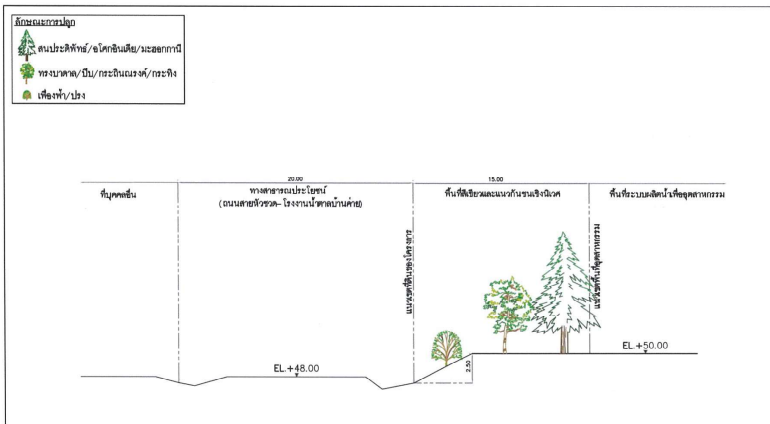 ลักษณะการปลูก
สนประดิพัทธ์/อโศกอินเดีย/มะฮอกกานี
ทรงบาดาล/ปีบ/กระถินณรงค์/กระทิง
เฟื่องฟ้า/ปรง
20.00
15.00
ที่บุคคลอื่น
ทางสาธารณประโยชน์
(ถนนสายหัวชวด-โรงงานน้ำตาลบ้านค่าย)
พื้นที่สีเขียวและแนวกันชนเชิงนิเวศ
พื้นที่ระบบผลิตน้ำเพื่ออุตสาหกรรม
แนวเขตที่ดินของโครงการ
แนวเขตพื้นที่อุตสาหกรรม
EL.+48.00
2.50
EL.+50.00